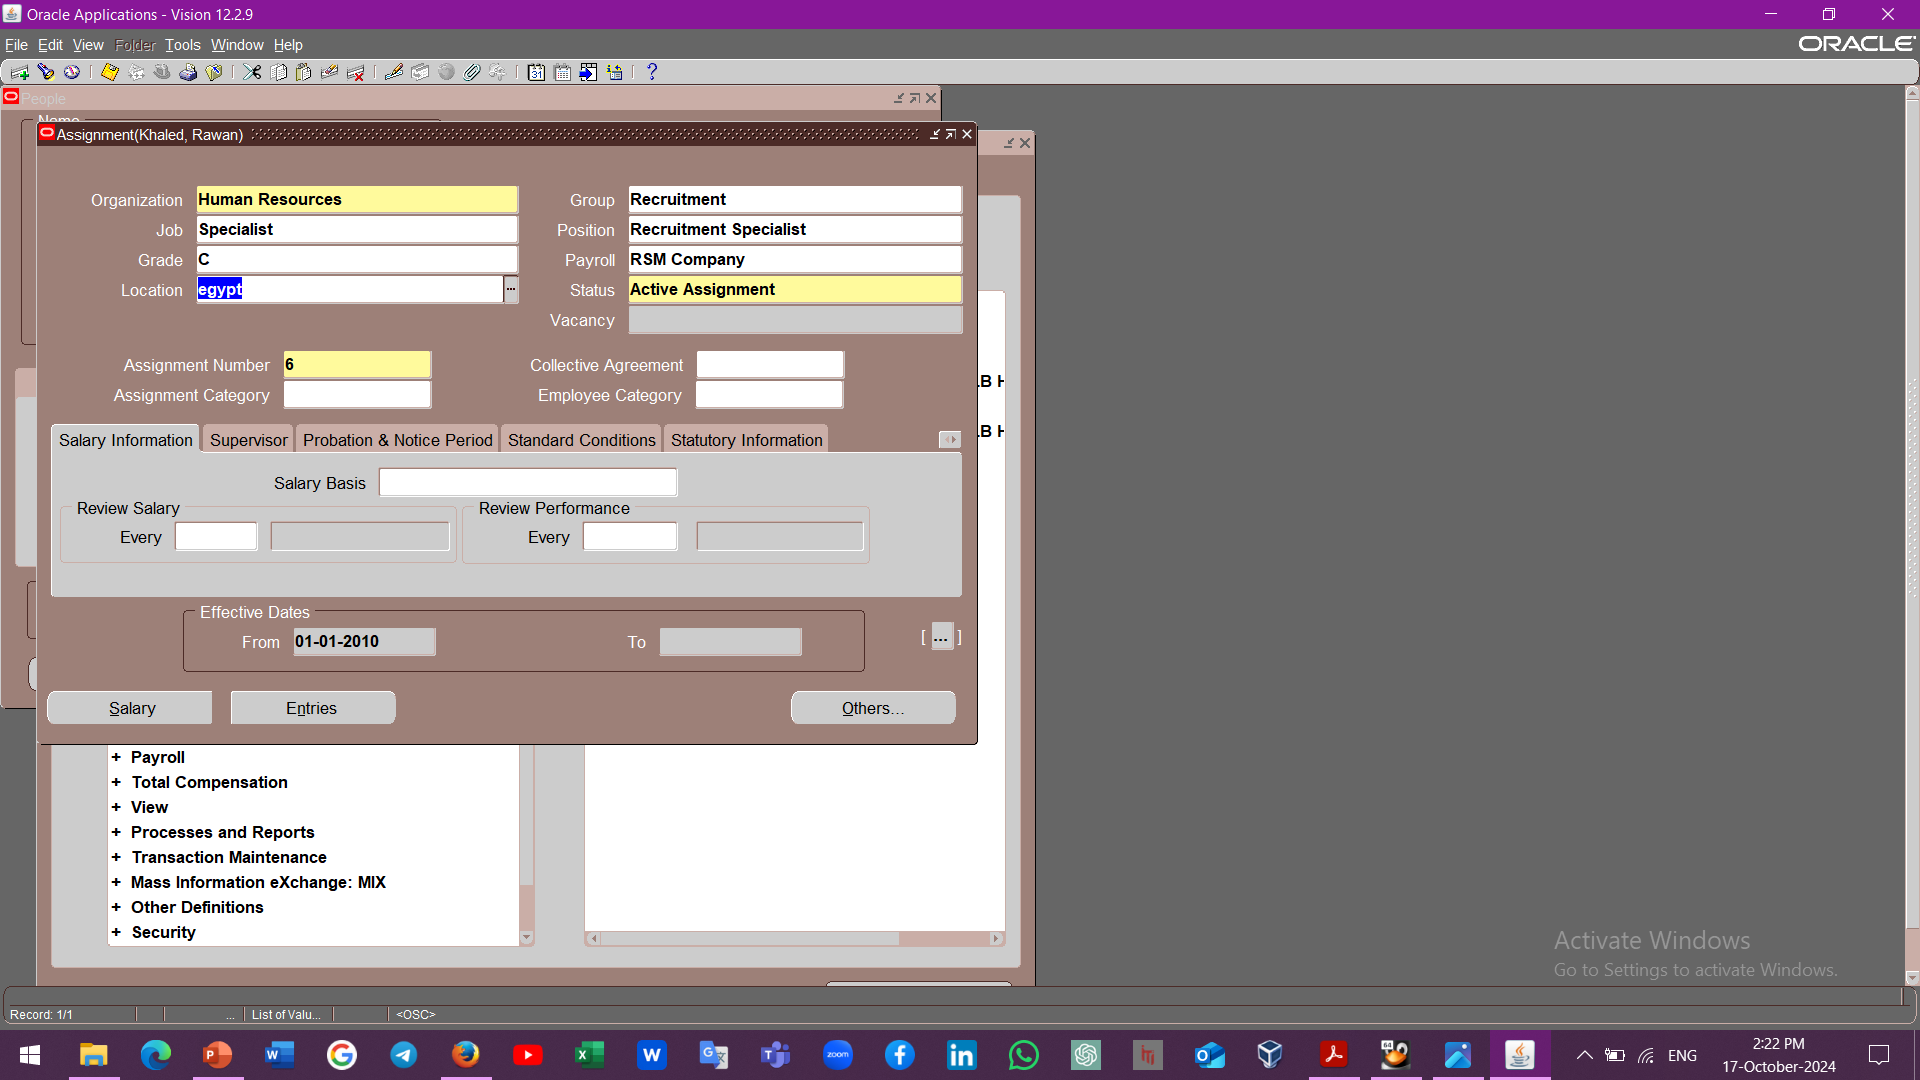 Oracle Applications - Vision 12.2.9
File Edit View Folder Tools Window Help
ORACLE
People
Name
Assignment(Khaled, Rawan)
Organization Human Resources Group Recruitment
Job Specialist Position Recruitment Specialist
Grade C Payroll RSM Company
Location egypt ... Status Active Assignment
Vacancy
Assignment Number 6 Collective Agreement
Assignment Category Employee Category
Salary Information Supervisor Probation & Notice Period Standard Conditions Statutory Information
Salary Basis
Review Salary Review Performance
Every Every
Effective Dates
From 01-01-2010 To [ ... ]
Salary Entries Others...
+ Payroll
+ Total Compensation
+ View
+ Processes and Reports
+ Transaction Maintenance
+ Mass Information eXchange: MIX
+ Other Definitions
+ Security
Activate Windows
Go to Settings to activate Windows.
Record: 1/1 ... List of Valu... <OSC>
ENG
2:22 PM
17-October-2024